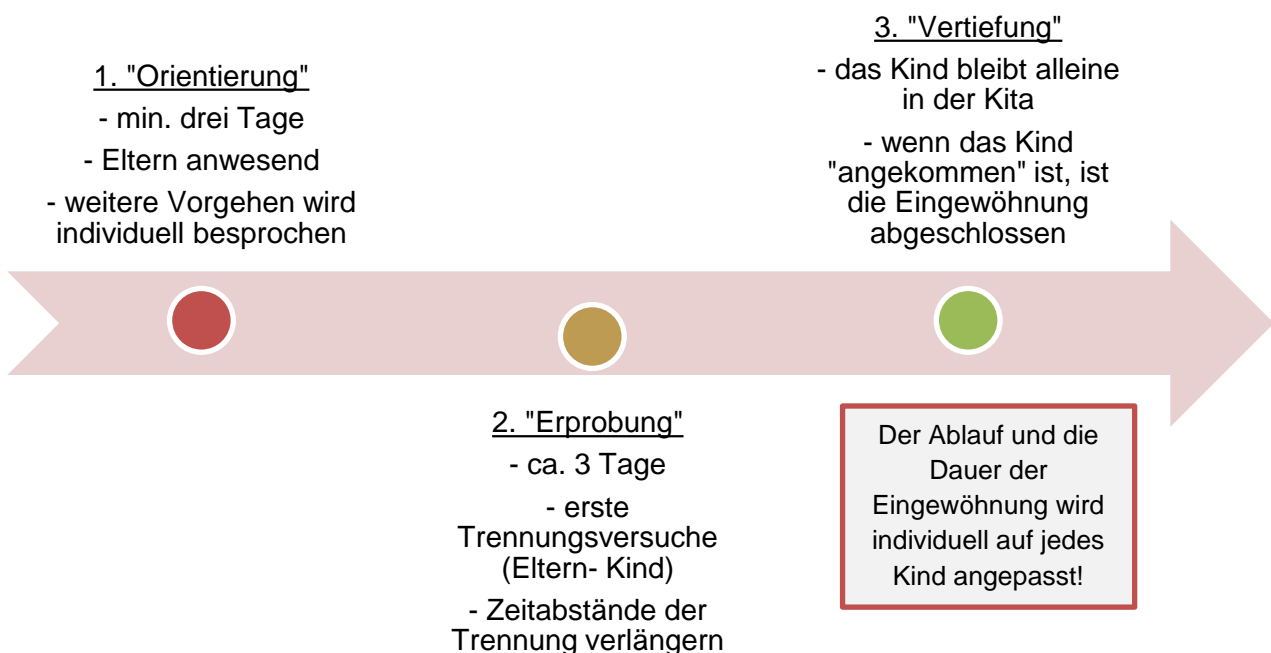 1. "Orientierung"
- min. drei Tage
- Eltern anwesend
- weitere Vorgehen wird
individuell besprochen
2. "Erprobung"
- ca. 3 Tage
- erste
Trennungsversuche
(Eltern- Kind)
- Zeitabstände der
Trennung verlängern
3. "Vertiefung"
- das Kind bleibt alleine
in der Kita
- wenn das Kind
"angekommen" ist, ist
die Eingewöhnung
abgeschlossen
Der Ablauf und die
Dauer der
Eingewöhnung wird
individuell auf jedes
Kind angepasst!